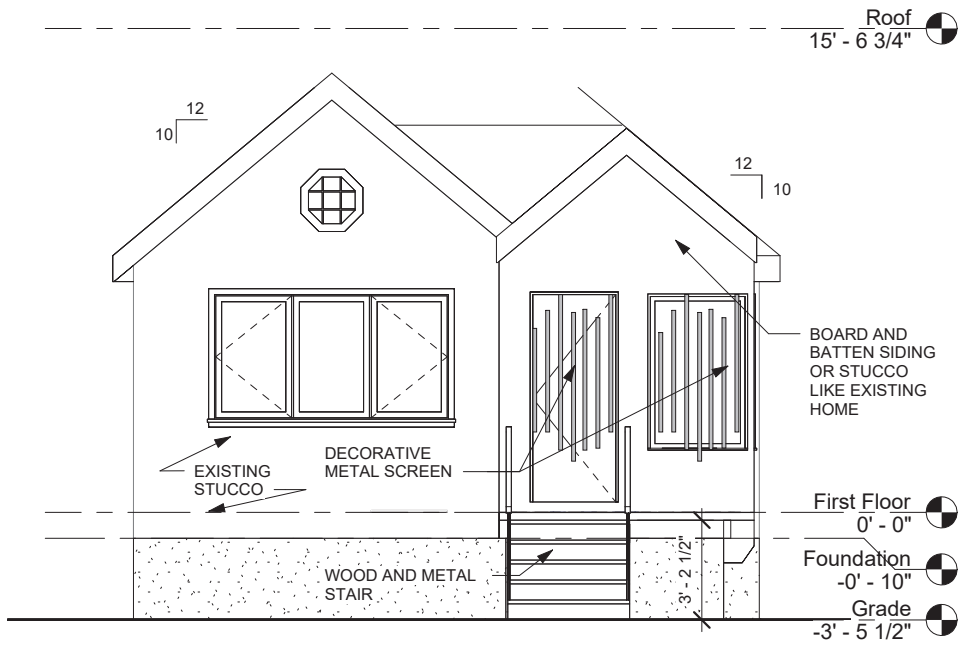 Roof
15' - 6 3/4"
12
10
12
10
BOARD AND
BATTEN SIDING
OR STUCCO
LIKE EXISTING
HOME
DECORATIVE
METAL SCREEN
EXISTING
STUCCO
First Floor
0' - 0"
3' - 2 1/2"
Foundation
-0' - 10"
WOOD AND METAL
STAIR
Grade
-3' - 5 1/2"